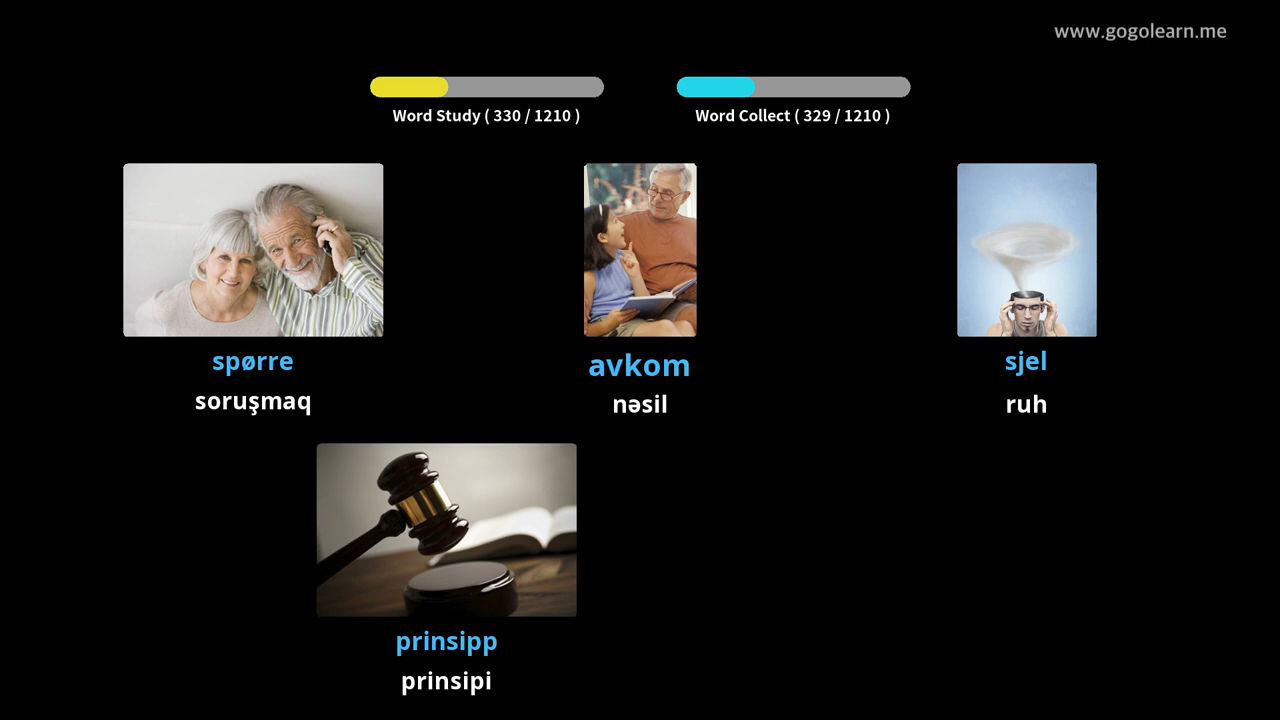 www.gogolearn.me
Word Study ( 330 / 1210 )
Word Collect ( 329 / 1210 )
spørre
soruşmaq
avkom
nəsil
sjel
ruh
prinsipp
prinsipi